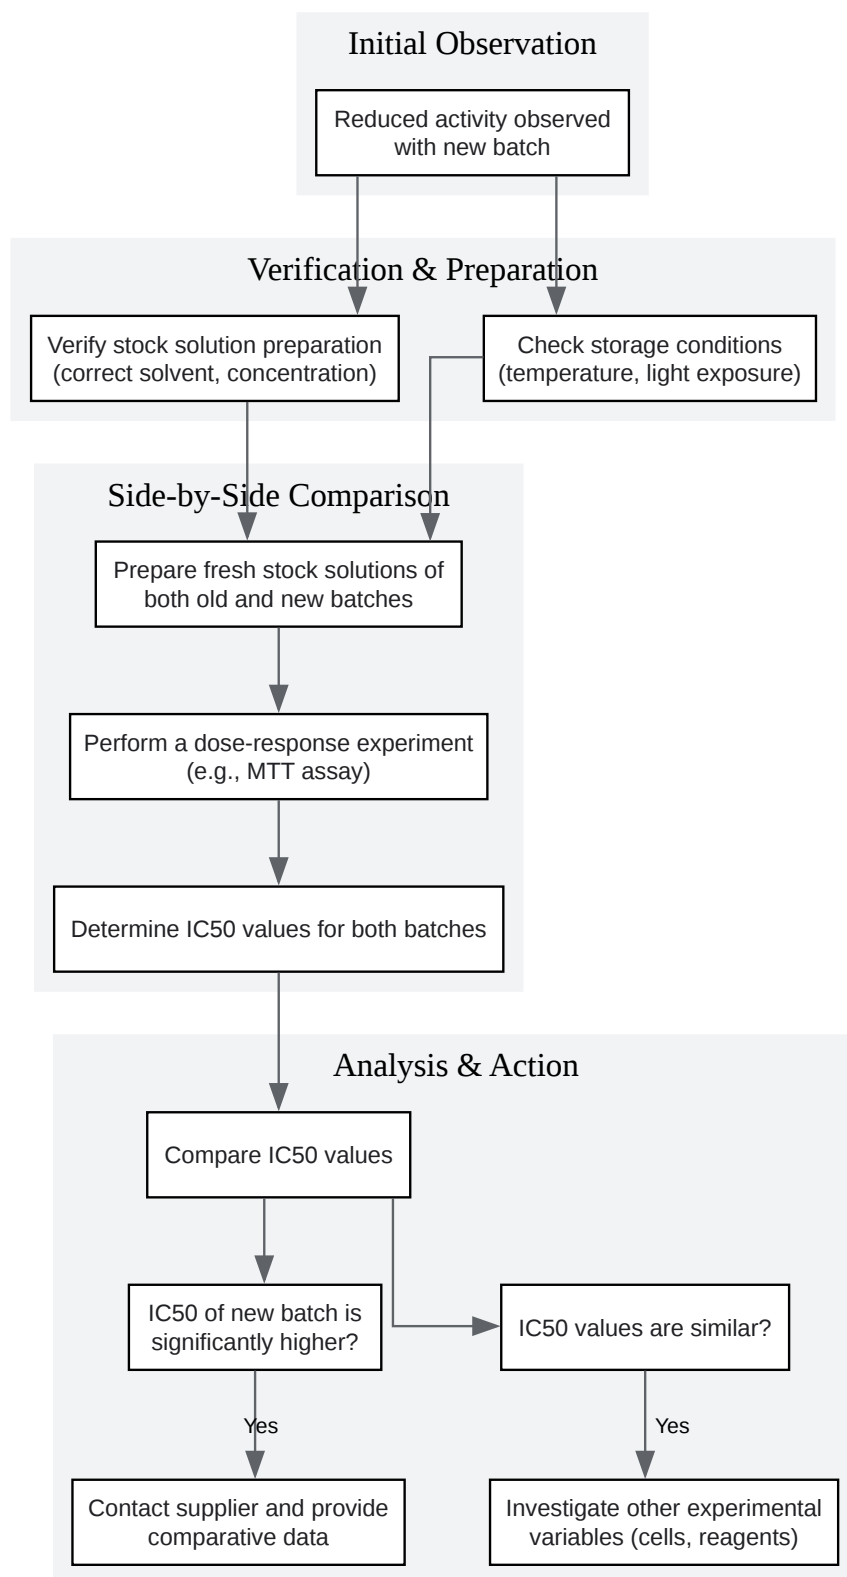 Initial Observation
Reduced activity observed
with new batch
Verification & Preparation
Verify stock solution preparation
(correct solvent, concentration)
Check storage conditions
(temperature, light exposure)
Side-by-Side Comparison
Prepare fresh stock solutions of
both old and new batches
Perform a dose-response experiment
(e.g., MTT assay)
Determine IC50 values for both batches
Analysis & Action
Compare IC50 values
IC50 of new batch is
significantly higher?
IC50 values are similar?
Yes
Yes
Contact supplier and provide
comparative data
Investigate other experimental
variables (cells, reagents)